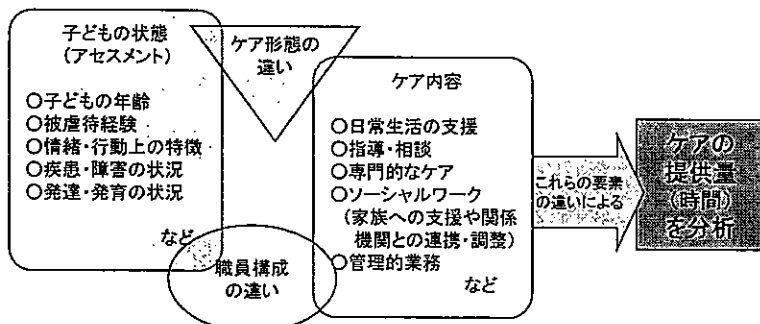 子どもの状態
(アセスメント)
○子どもの年齢
○被虐待経験
○情緒・行動上の特徴
○疾患・障害の状況
○発達・発育の状況
など
ケア形態の
違い
職員構成
の違い
ケア内容
○日常生活の支援
○指導・相談
○専門的なケア
○ソーシャルワーク
(家族への支援や関係
機関との連携・調整)
○管理的業務
など
これらの要素
の違いによる
ケアの
提供量
(時間)
を分析